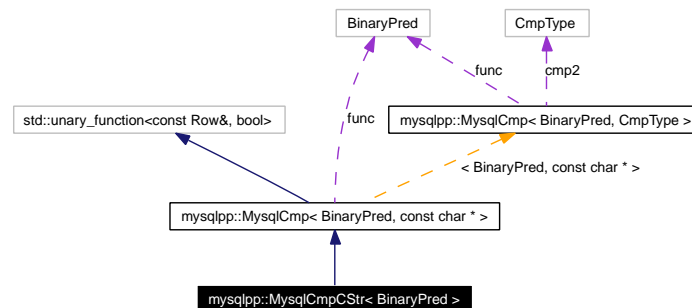 BinaryPred
CmpType
func
cmp2
func
std::unary_function<const Row&, bool>
mysqlpp::MysqlCmp< BinaryPred, CmpType >
< BinaryPred, const char * >
mysqlpp::MysqlCmp< BinaryPred, const char * >
mysqlpp::MysqlCmpCStr< BinaryPred >